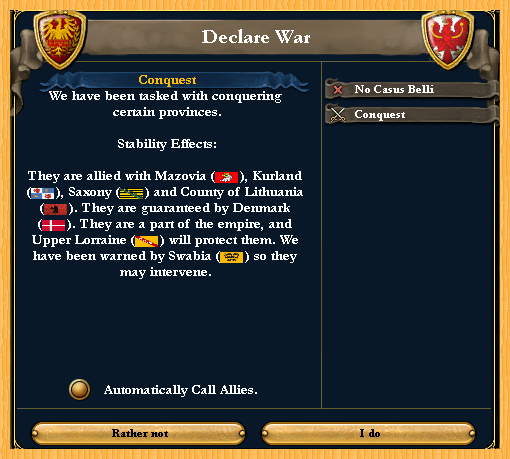 Declare War
Conquest
We have been tasked with conquering
certain provinces.
Stability Effects:
They are allied with Mazovia ( ), Kurland
( ), Saxony ( ) and County of Lithuania
( ). They are guaranteed by Denmark
( ). They are a part of the empire, and
Upper Lorraine ( ) will protect them. We
have been warned by Swabia ( ) so they
may intervene.
Automatically Call Allies.
No Casus Belli
Conquest
Rather not
I do